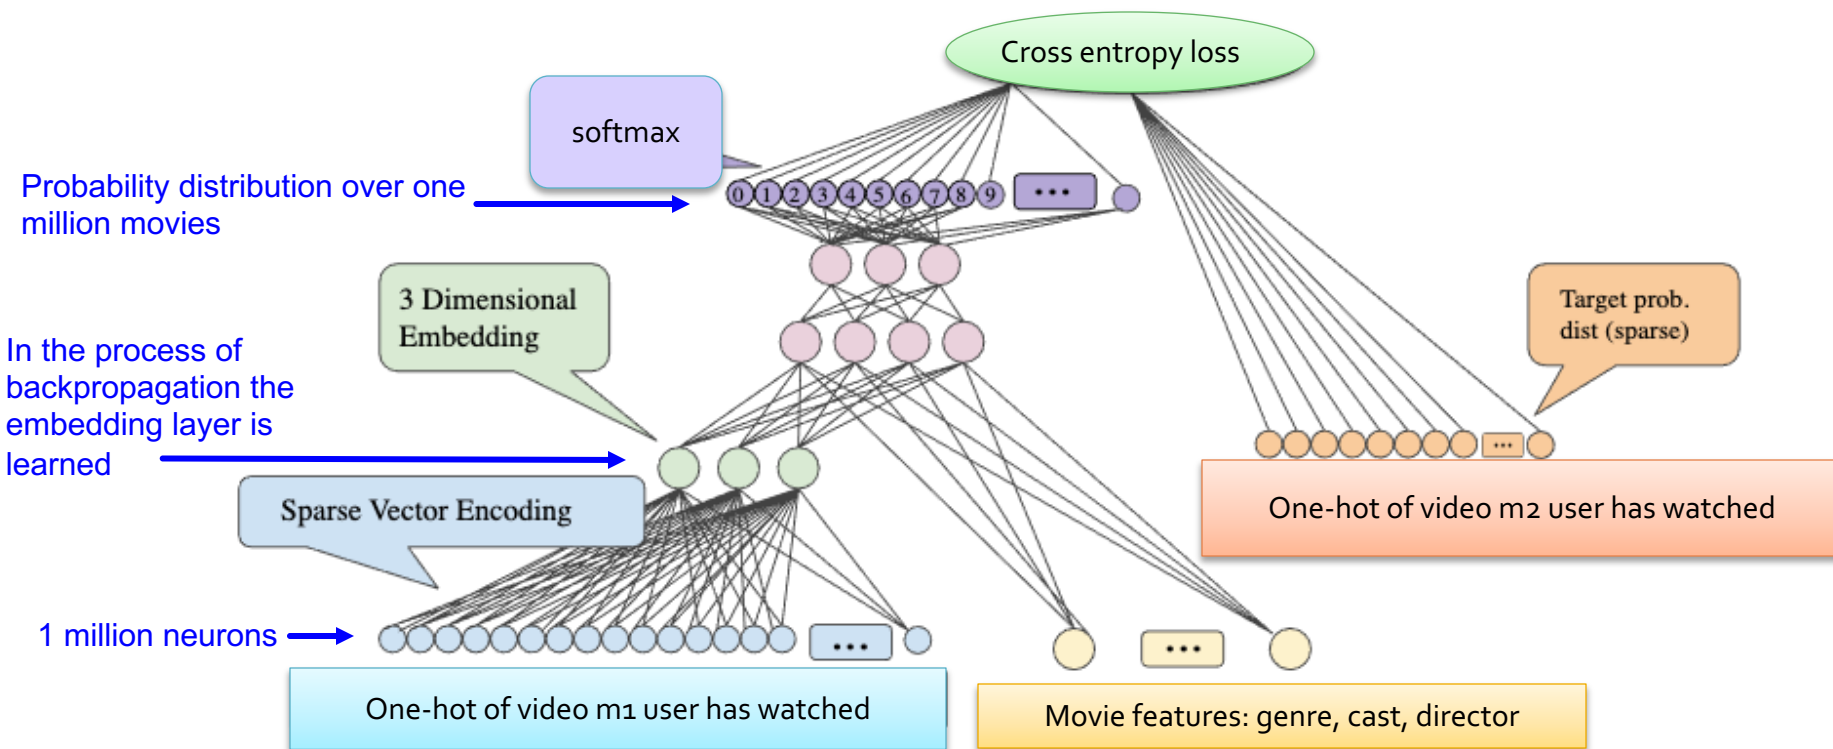 Cross entropy loss
softmax
Probability distribution over one
million movies
0 1 2 3 4 5 6 7 8 9 •••
3 Dimensional
Embedding
Target prob.
dist (sparse)
In the process of
backpropagation the
embedding layer is
learned
•••
One-hot of video m2 user has watched
Sparse Vector Encoding
1 million neurons
•••
•••
One-hot of video m1 user has watched
Movie features: genre, cast, director